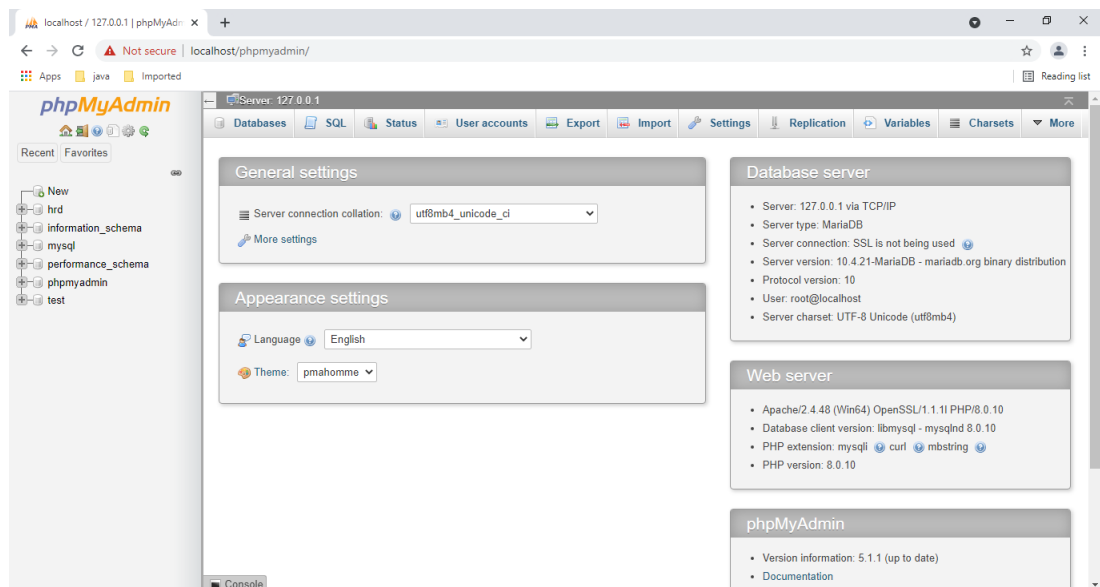 localhost / 127.0.0.1 | phpMyAdm
Not secure | localhost/phpmyadmin/
Apps java Imported Reading list
phpMyAdmin
Recent Favorites
New
hrd
information_schema
mysql
performance_schema
phpmyadmin
test
Server: 127.0.0.1
Databases SQL Status User accounts Export Import Settings Replication Variables Charsets More
General settings
Server connection collation: utf8mb4_unicode_ci
More settings
Appearance settings
Language English
Theme: pmahomme
Database server
Server: 127.0.0.1 via TCP/IP
Server type: MariaDB
Server connection: SSL is not being used
Server version: 10.4.21-MariaDB - mariadb.org binary distribution
Protocol version: 10
User: root@localhost
Server charset: UTF-8 Unicode (utf8mb4)
Web server
Apache/2.4.48 (Win64) OpenSSL/1.1.1l PHP/8.0.10
Database client version: libmysql - mysqlnd 8.0.10
PHP extension: mysqli curl mbstring
PHP version: 8.0.10
phpMyAdmin
Version information: 5.1.1 (up to date)
Documentation
Console